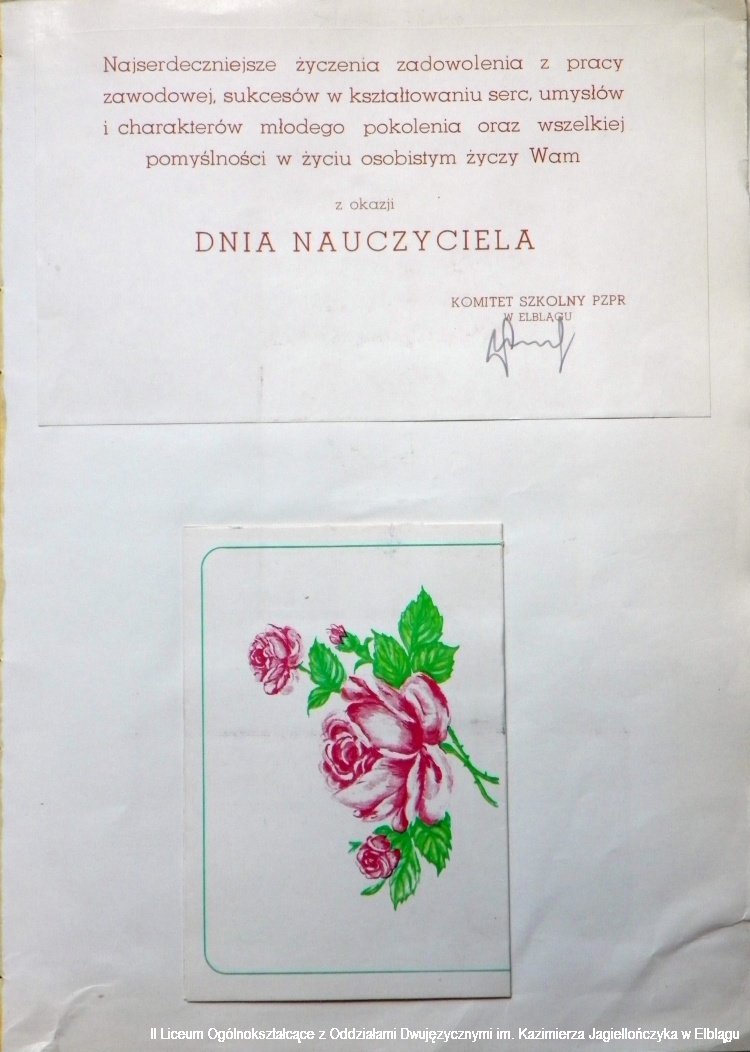 Najserdeczniejsze życzenia zadowolenia z pracy
zawodowej, sukcesów w kształtowaniu serc, umysłów
i charakterów młodego pokolenia oraz wszelkiej
pomyślności w życiu osobistym życzy Wam
z okazji
DNIA NAUCZYCIELA
KOMITET SZKOLNY PZPR
W ELBLĄGU
II Liceum Ogólnokształcące z Oddziałami Dwujęzycznymi im. Kazimierza Jagiellończyka w Elblągu